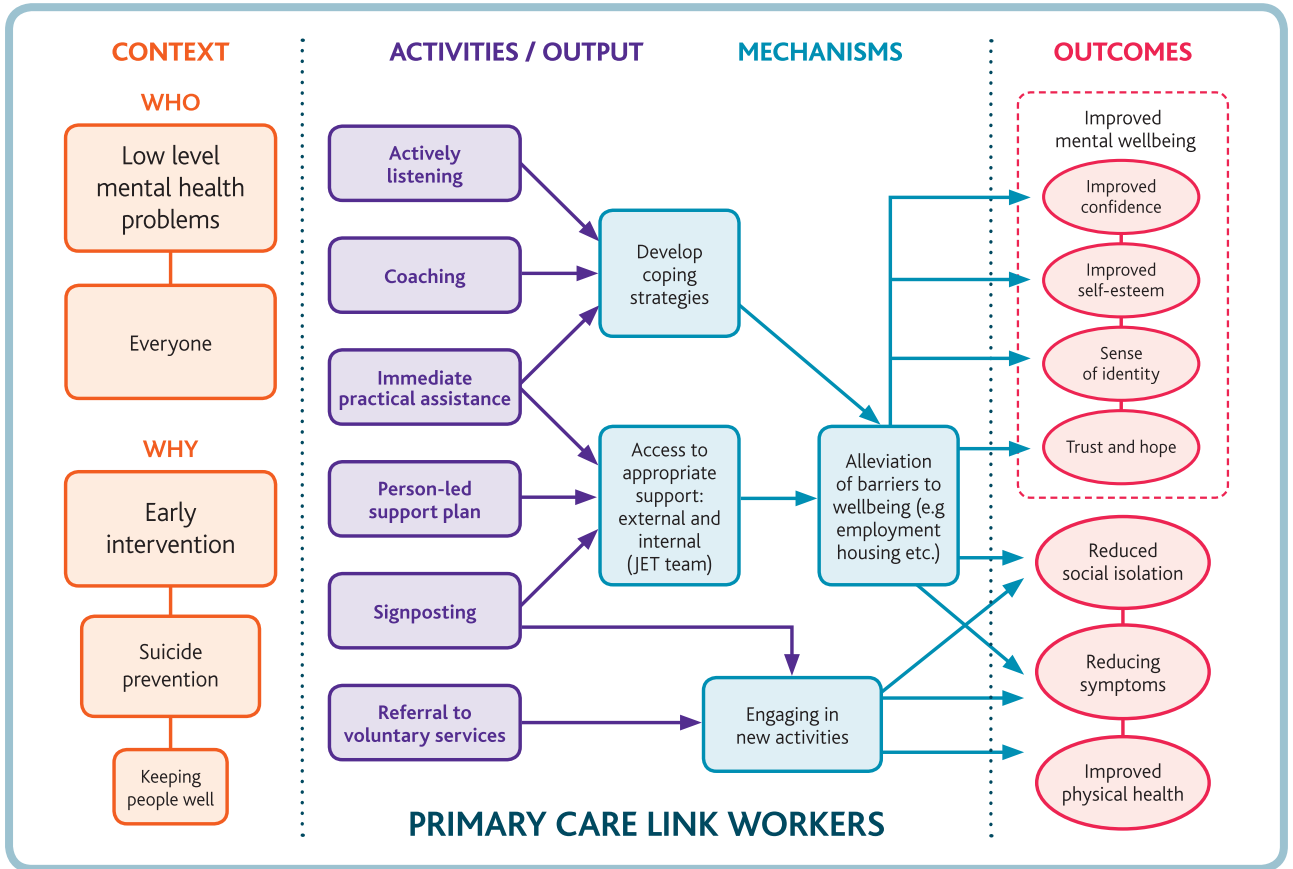 CONTEXT
WHO
Low level
mental health
problems
Everyone
WHY
Early
intervention
Suicide
prevention
Keeping
people well
ACTIVITIES / OUTPUT
Actively
listening
Coaching
Immediate
practical assistance
Person-led
support plan
Signposting
Referral to
voluntary services
MECHANISMS
Develop
coping
strategies
Access to
appropriate
support:
external and
internal
(JET team)
Alleviation
of barriers to
wellbeing (e.g
employment
housing etc.)
Engaging in
new activities
OUTCOMES
Improved
mental wellbeing
Improved
confidence
Improved
self-esteem
Sense
of identity
Trust and hope
Reduced
social isolation
Reducing
symptoms
Improved
physical health
PRIMARY CARE LINK WORKERS